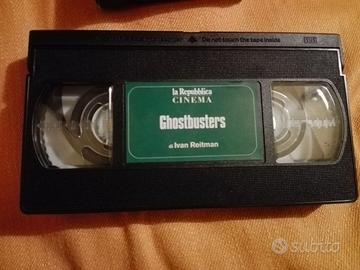 Do not touch the tape inside
la Repubblica
CINEMA
Ghostbusters
di Ivan Reitman
subito